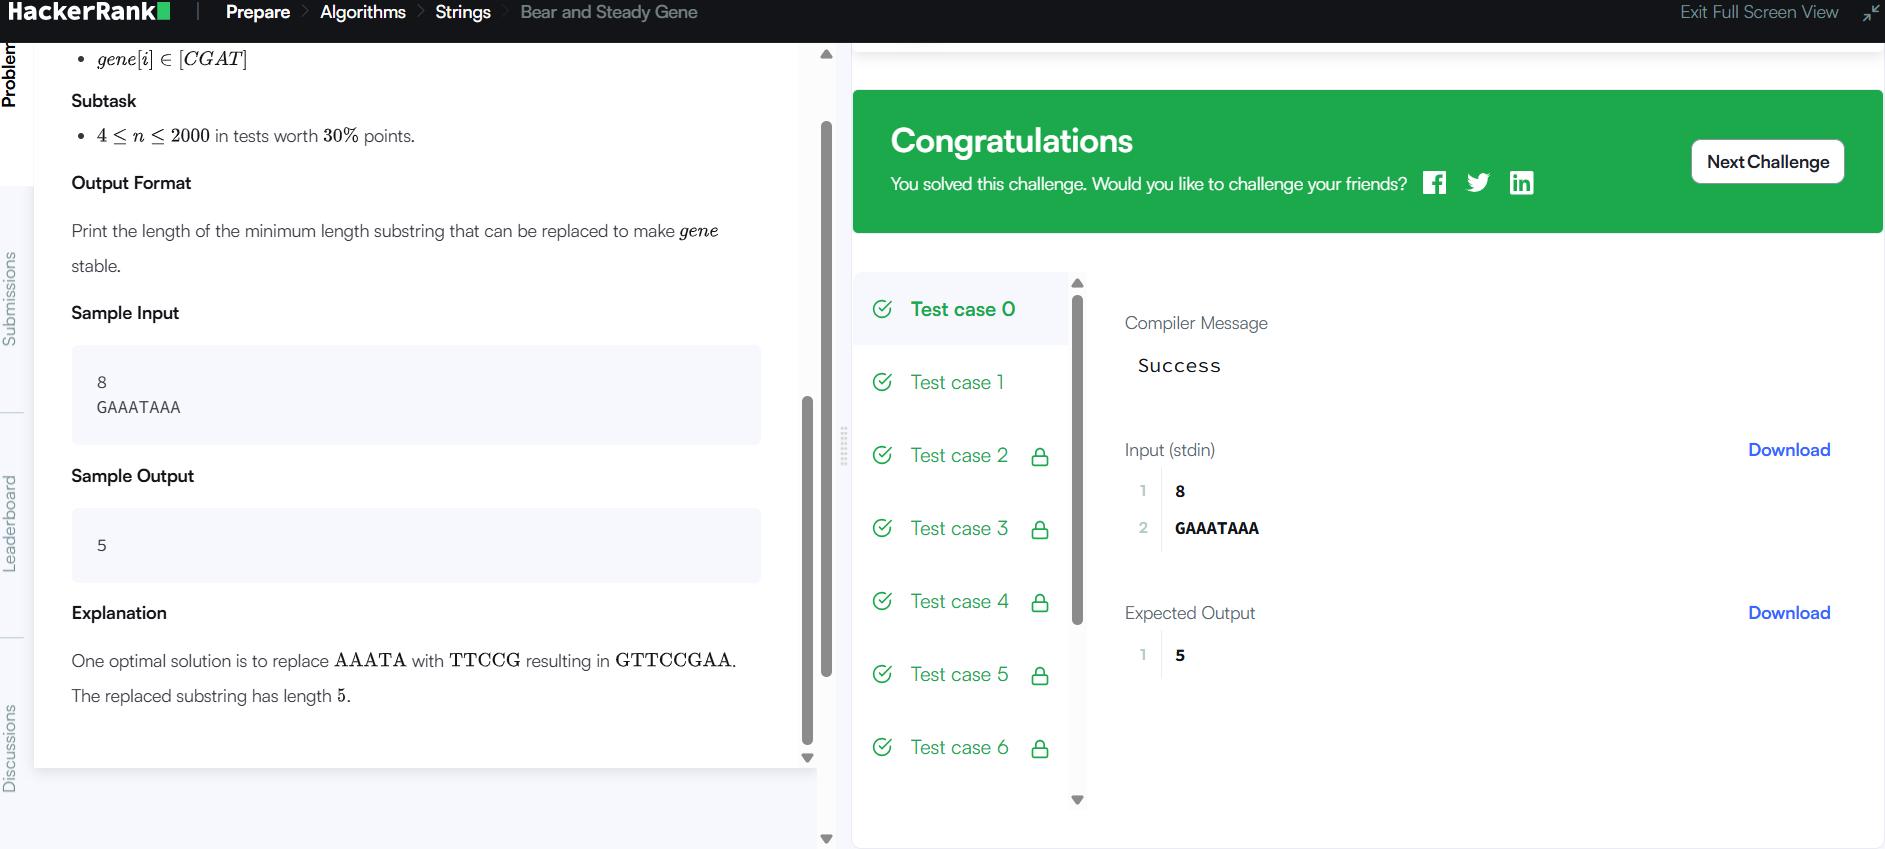 HackerRank | Prepare > Algorithms > Strings > Bear and Steady Gene
Exit Full Screen View
Problem
Submissions
Leaderboard
Discussions
• gene[i] ∈ [CGAT]
Subtask
• 4 ≤ n ≤ 2000 in tests worth 30% points.
Output Format
Print the length of the minimum length substring that can be replaced to make gene
stable.
Sample Input
8
GAAATAAA
Sample Output
5
Explanation
One optimal solution is to replace AAATA with TTCCG resulting in GTTCCGAA.
The replaced substring has length 5.
Congratulations
You solved this challenge. Would you like to challenge your friends?
Next Challenge
Test case 0
Test case 1
Test case 2
Test case 3
Test case 4
Test case 5
Test case 6
Compiler Message
Success
Input (stdin)
Download
1 8
2 GAAATAAA
Expected Output
Download
1 5